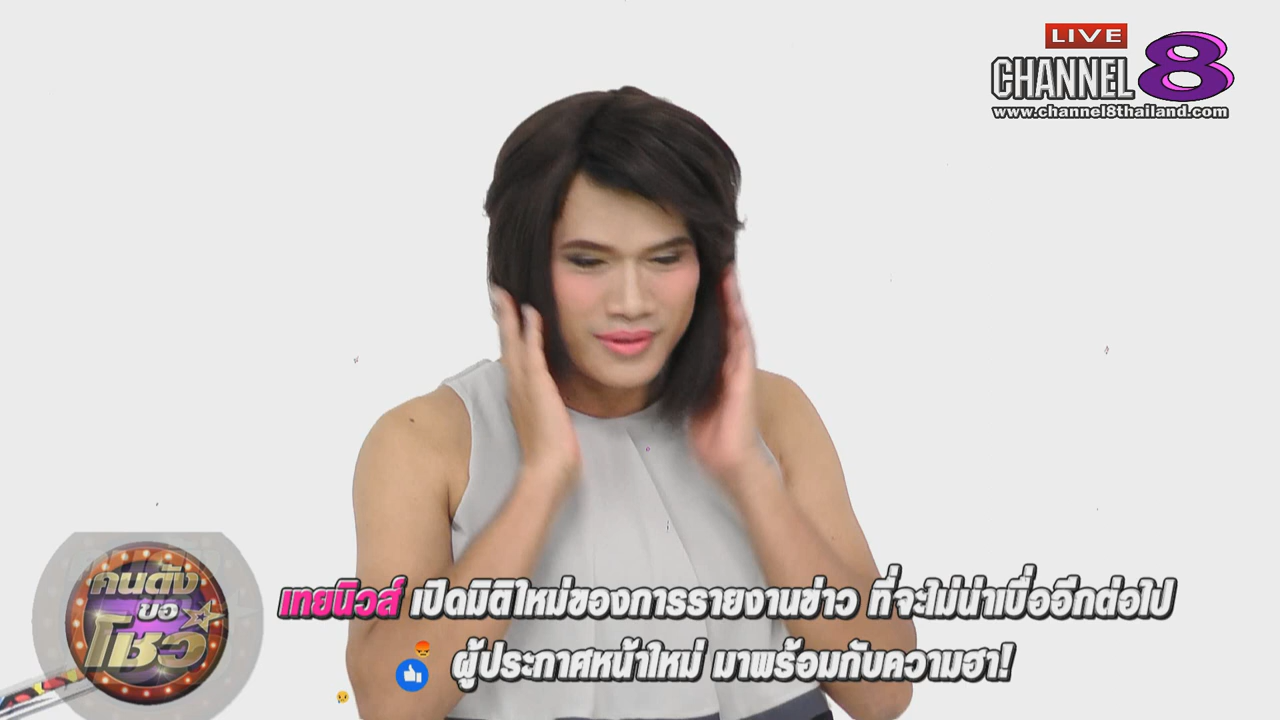 LIVE
CHANNEL 8
www.channel8thailand.com
คนดัง
ขอ
โชว์
เทยนิวส์ เปิดมิติใหม่ของการรายงานข่าว ที่จะไม่น่าเบื่ออีกต่อไป
ผู้ประกาศหน้าใหม่ มาพร้อมกับความฮา!